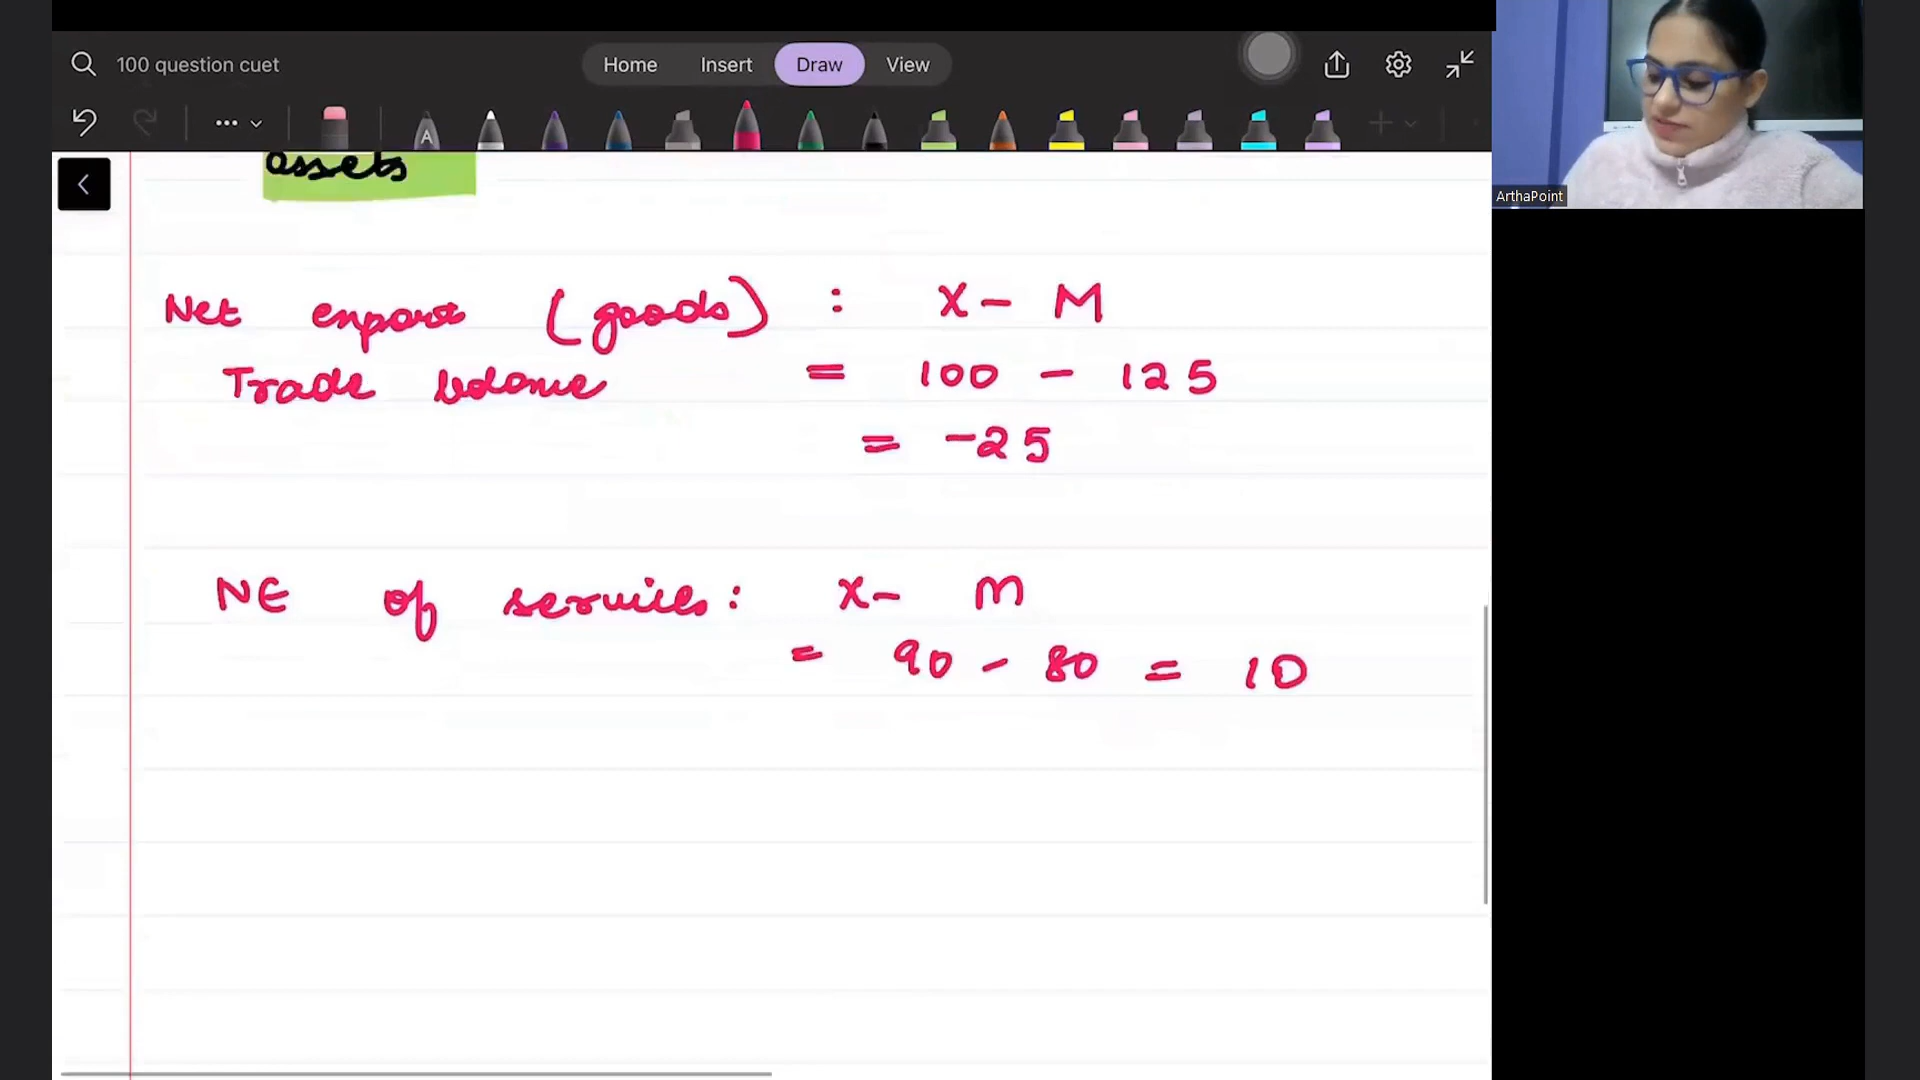 100 question cuet
Home Insert Draw View
A
ArthaPoint
assets
Net export (goods) : X - M
Trade balance = 100 - 125
= -25
NE of services: X - M
= 90 - 80 = 10